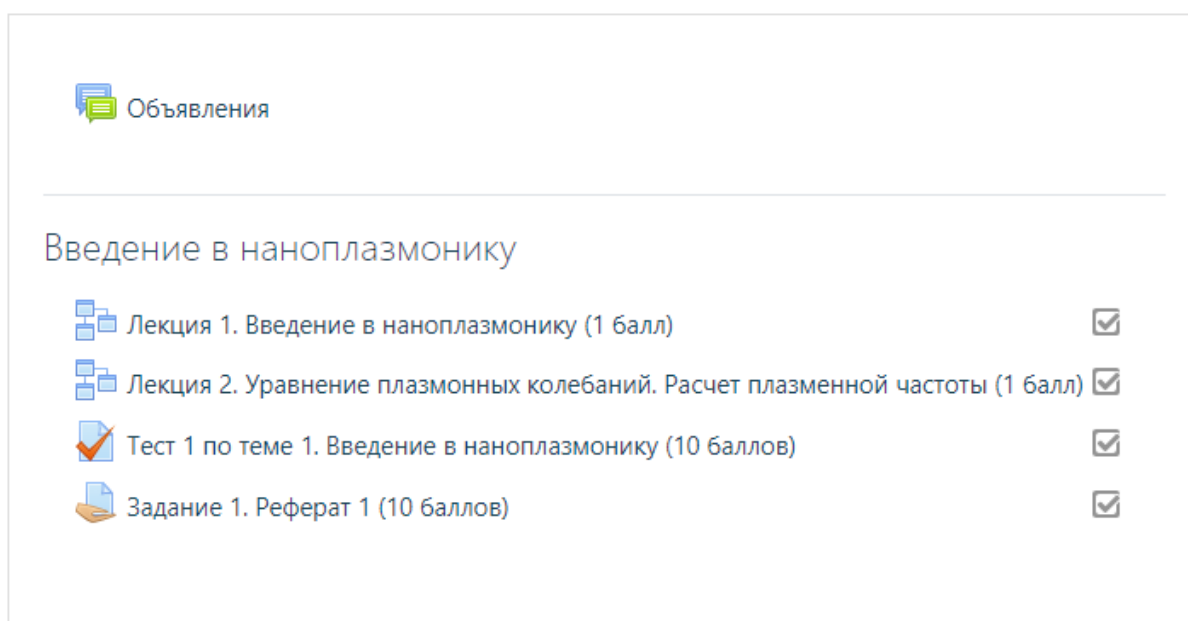 Объявления
Введение в наноплазмонику
Лекция 1. Введение в наноплазмонику (1 балл)
Лекция 2. Уравнение плазмонных колебаний. Расчет плазменной частоты (1 балл)
Тест 1 по теме 1. Введение в наноплазмонику (10 баллов)
Задание 1. Реферат 1 (10 баллов)